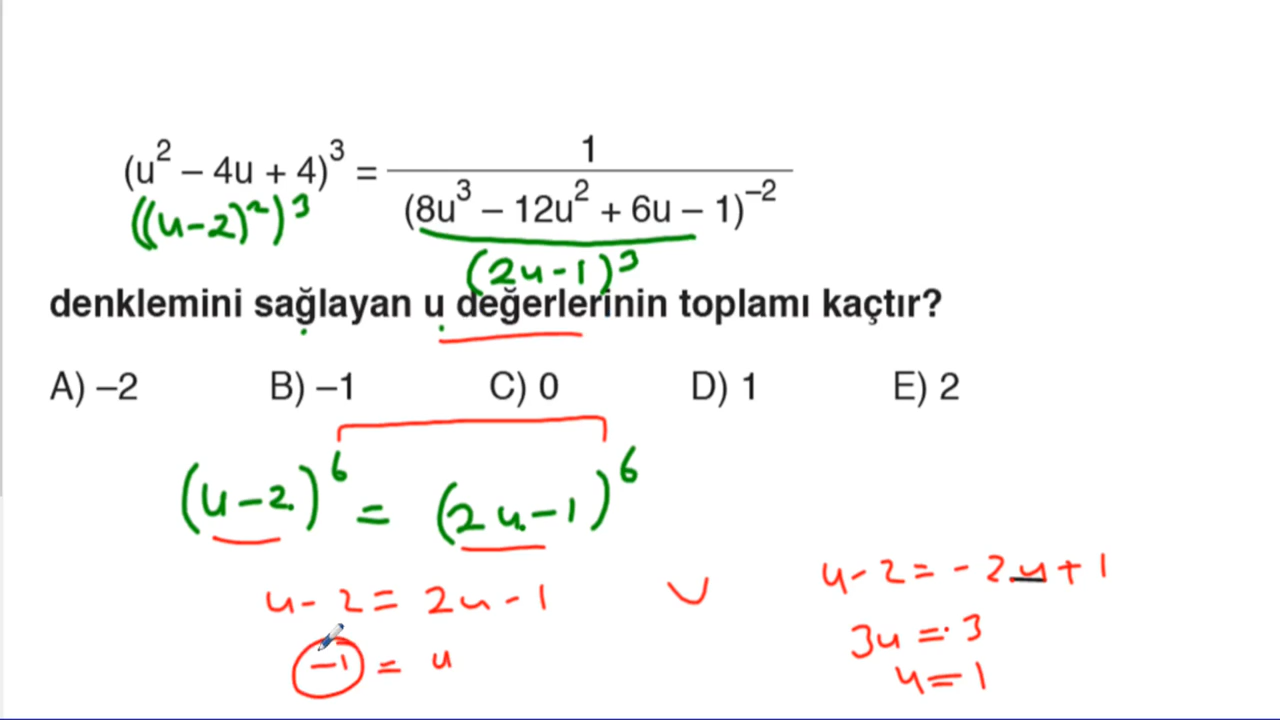 (u² – 4u + 4)³ = 1 / (8u³ – 12u² + 6u – 1)⁻²
((u-2)²)³
(2u-1)³
denklemini sağlayan u değerlerinin toplamı kaçtır?
A) –2 B) –1 C) 0 D) 1 E) 2
(u-2)⁶ = (2u-1)⁶
u-2 = 2u-1 ∨ u-2 = -2u+1
3u = 3
-1 = u
u=1